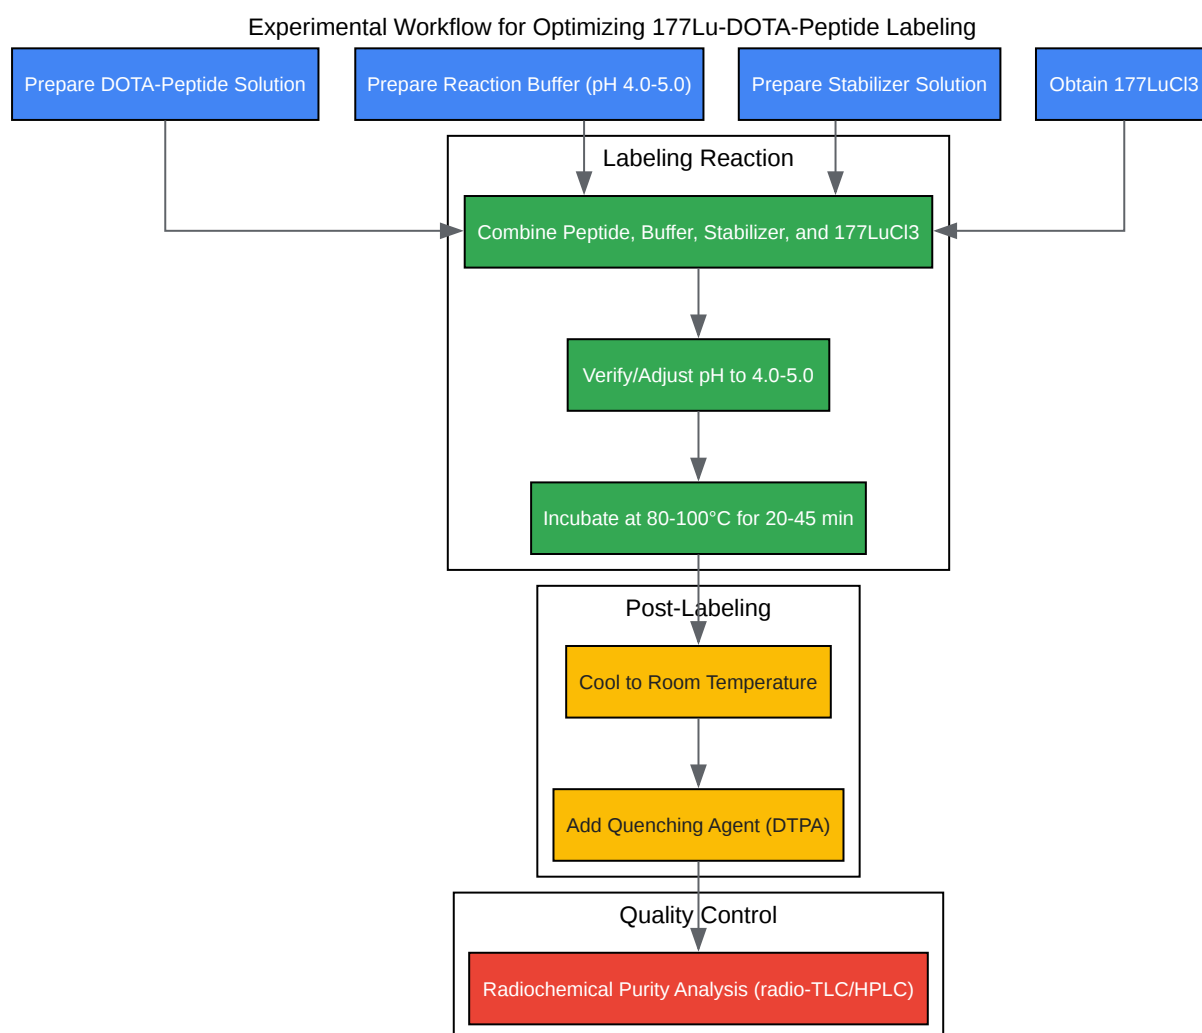 Experimental Workflow for Optimizing 177Lu-DOTA-Peptide Labeling
Prepare DOTA-Peptide Solution
Prepare Reaction Buffer (pH 4.0-5.0)
Prepare Stabilizer Solution
Obtain 177LuCl3
Labeling Reaction
Combine Peptide, Buffer, Stabilizer, and 177LuCl3
Verify/Adjust pH to 4.0-5.0
Incubate at 80-100°C for 20-45 min
Post-Labeling
Cool to Room Temperature
Add Quenching Agent (DTPA)
Quality Control
Radiochemical Purity Analysis (radio-TLC/HPLC)